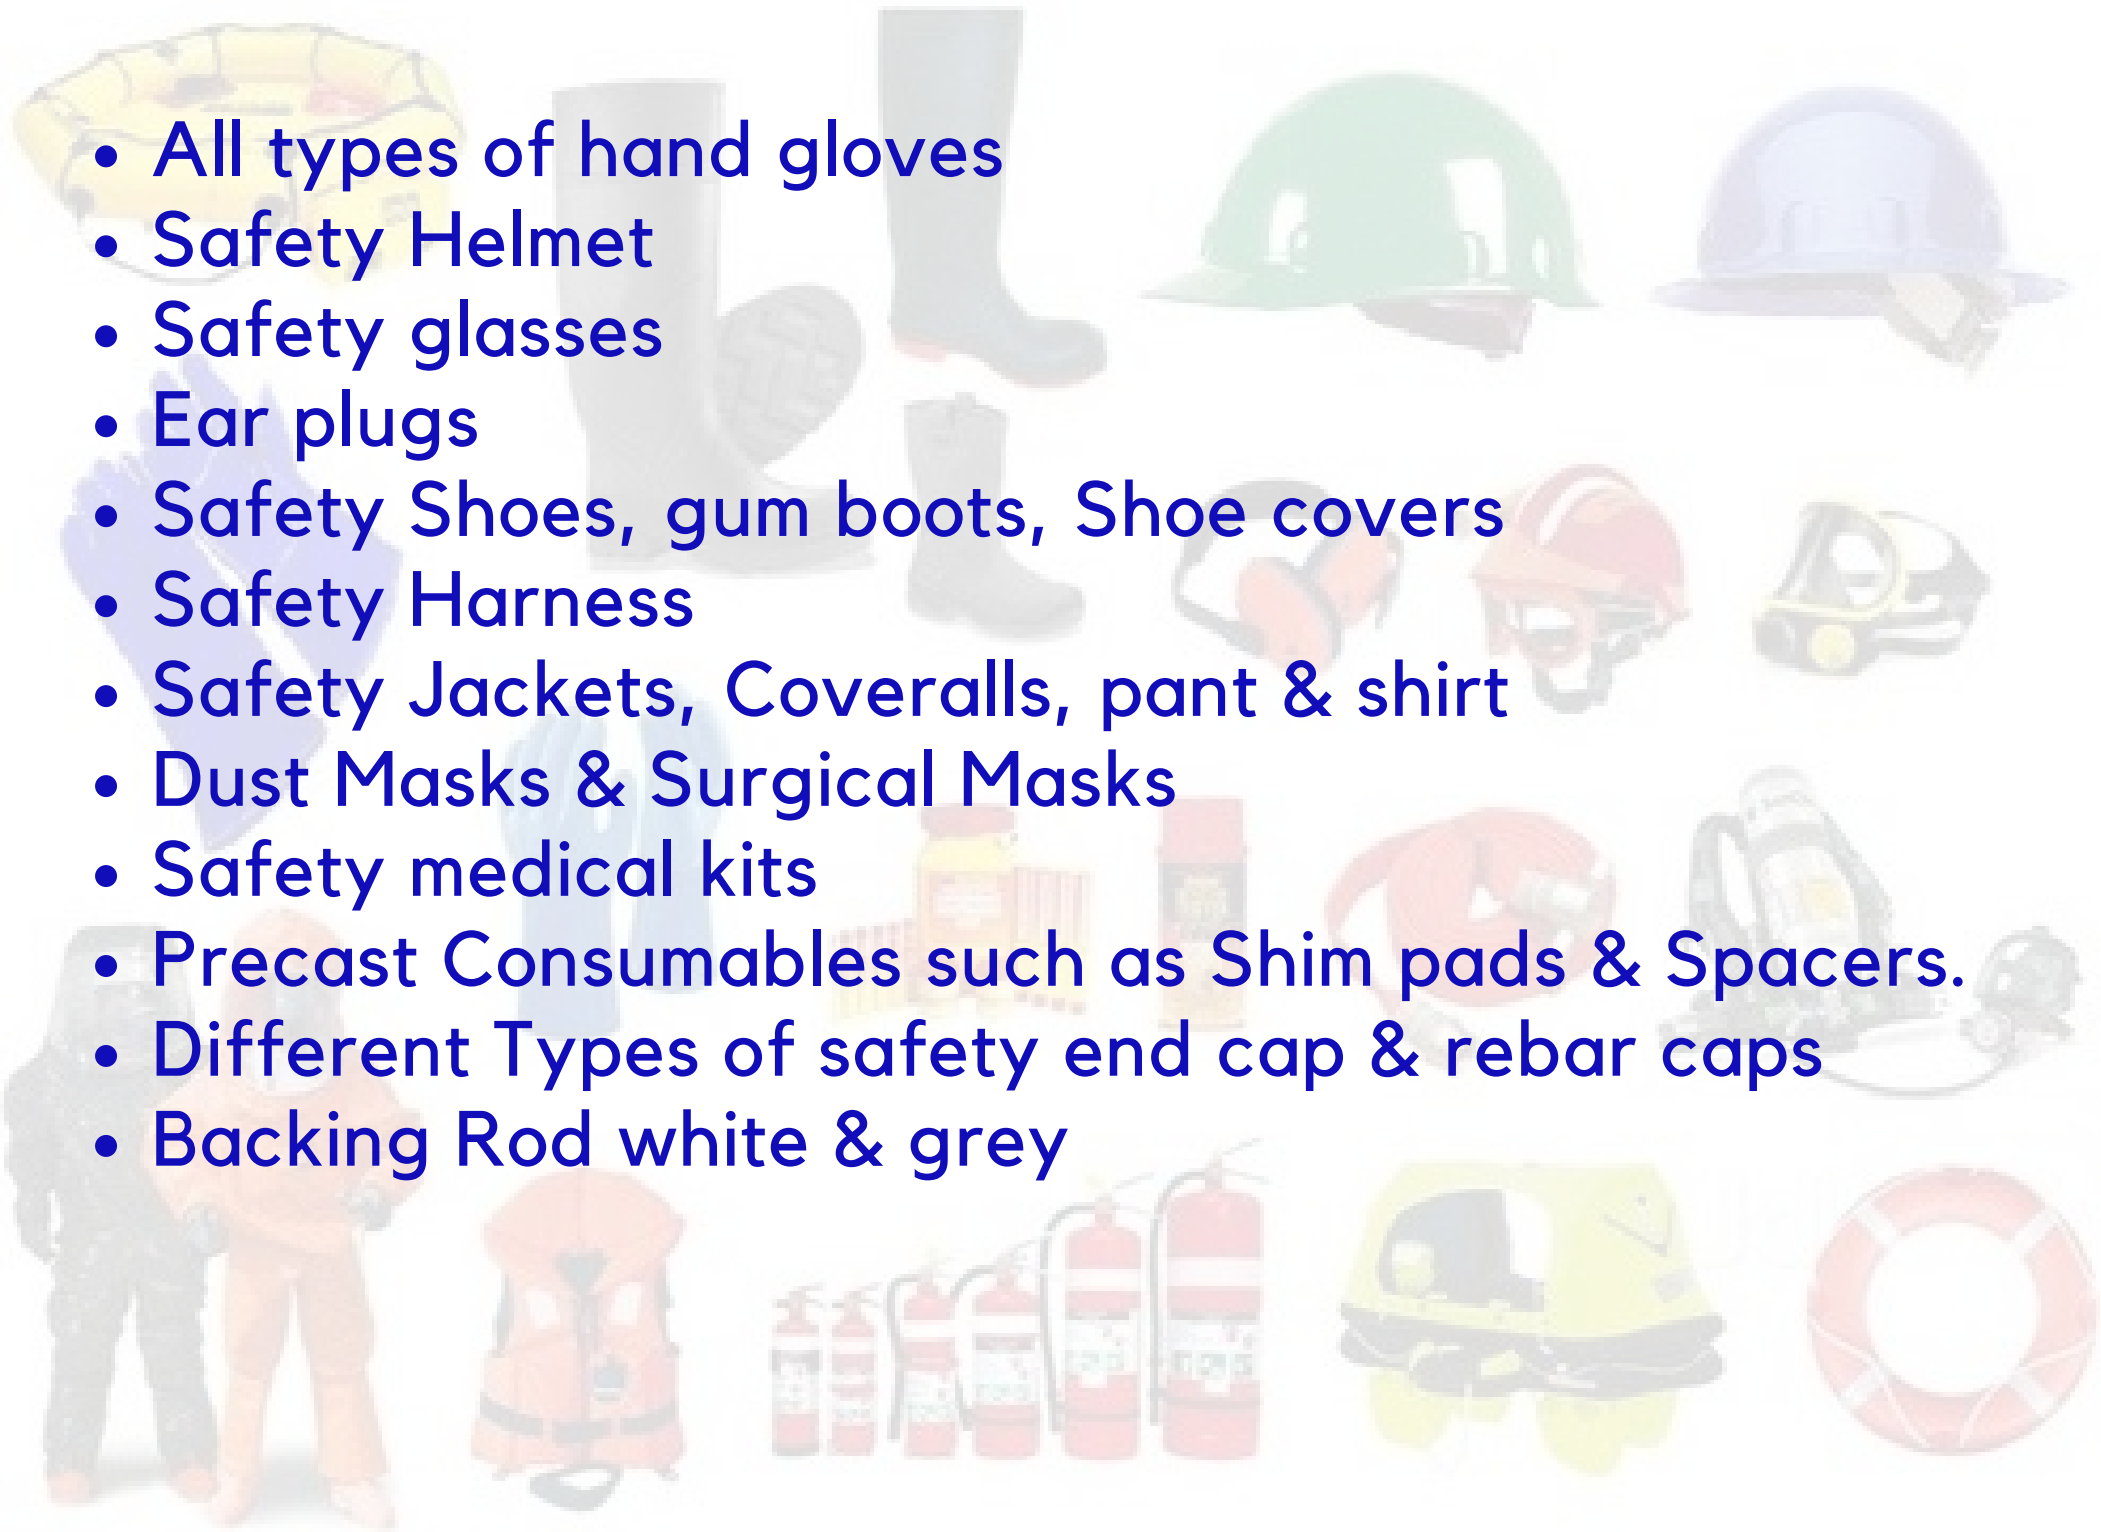 • All types of hand gloves
• Safety Helmet
• Safety glasses
• Ear plugs
• Safety Shoes, gum boots, Shoe covers
• Safety Harness
• Safety Jackets, Coveralls, pant & shirt
• Dust Masks & Surgical Masks
• Safety medical kits
• Precast Consumables such as Shim pads & Spacers.
• Different Types of safety end cap & rebar caps
• Backing Rod white & grey